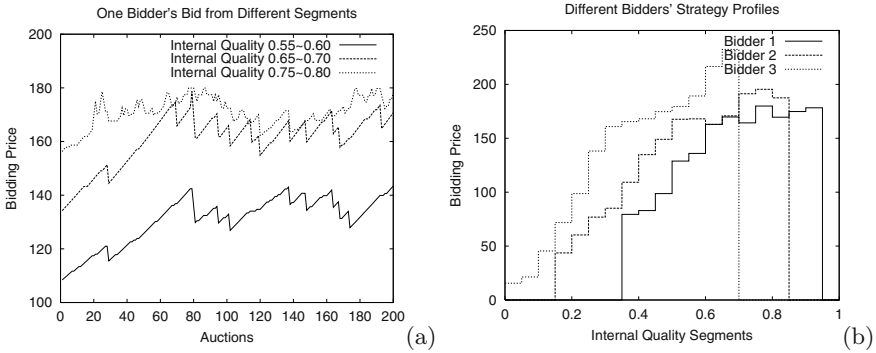 One Bidder's Bid from Different Segments
200
180
160
140
120
100
Bidding Price
Internal Quality 0.55~0.60
Internal Quality 0.65~0.70
Internal Quality 0.75~0.80
0 20 40 60 80 100 120 140 160 180 200
Auctions
(a)
Different Bidders' Strategy Profiles
250
200
150
100
50
0
Bidding Price
Bidder 1
Bidder 2
Bidder 3
0 0.2 0.4 0.6 0.8 1
Internal Quality Segments
(b)